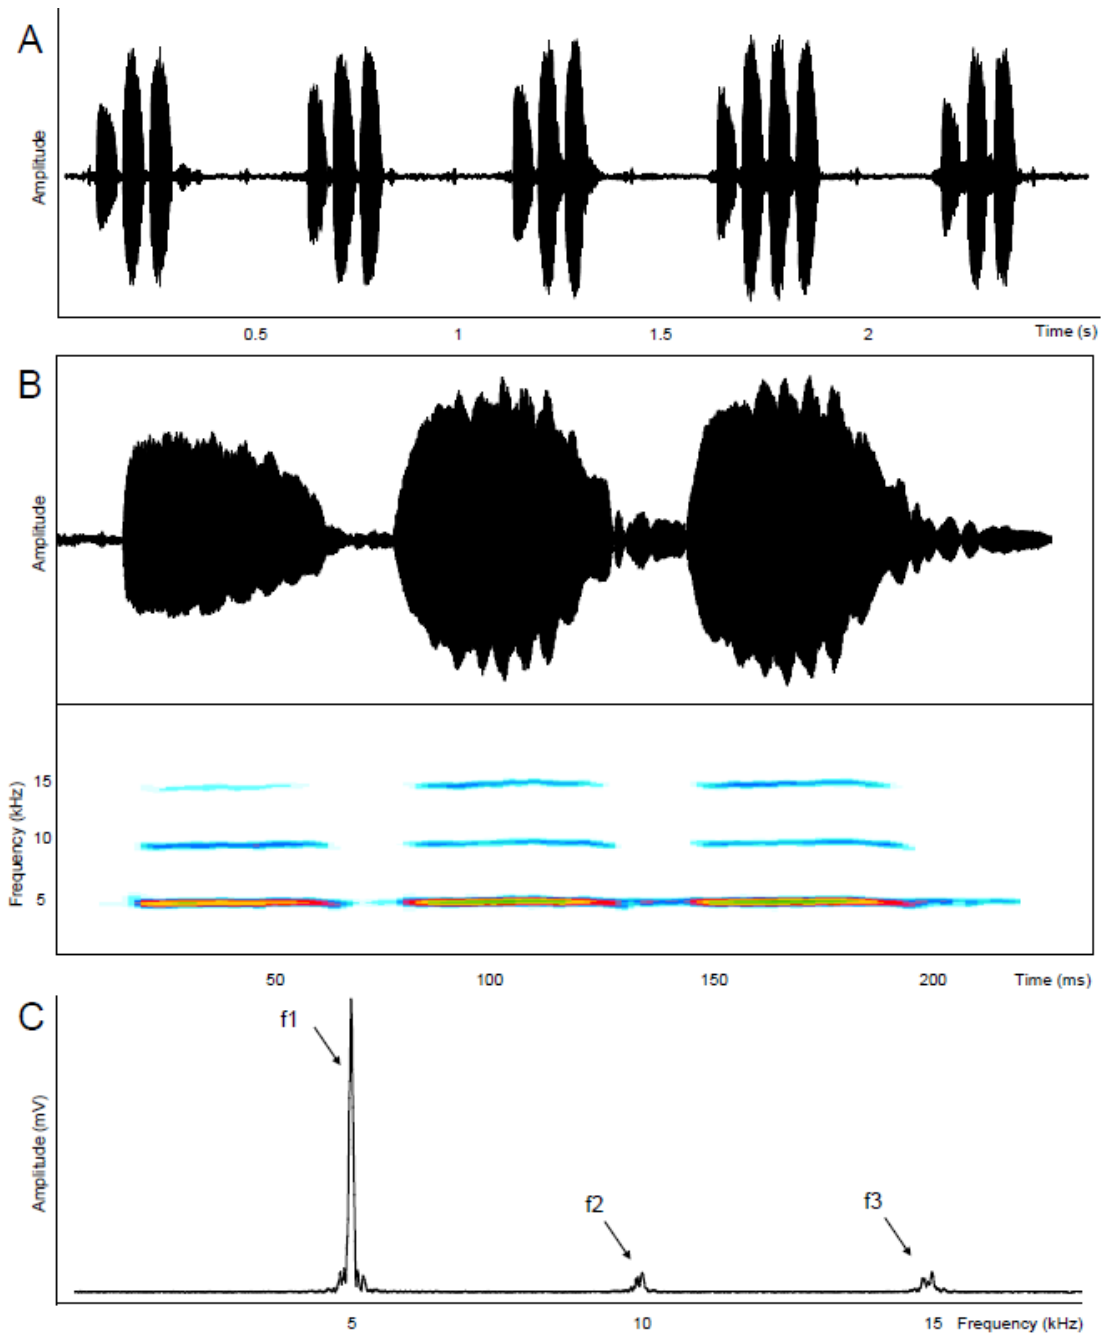 A
Amplitude
0.5 1 1.5 2 Time (s)
B
Amplitude
Frequency (kHz)
15
10
5
50 100 150 200 Time (ms)
C
f1
Amplitude (mV)
f2
f3
5 10 15 Frequency (kHz)